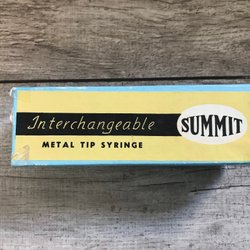 Interchangeable
SUMMIT
METAL TIP SYRINGE